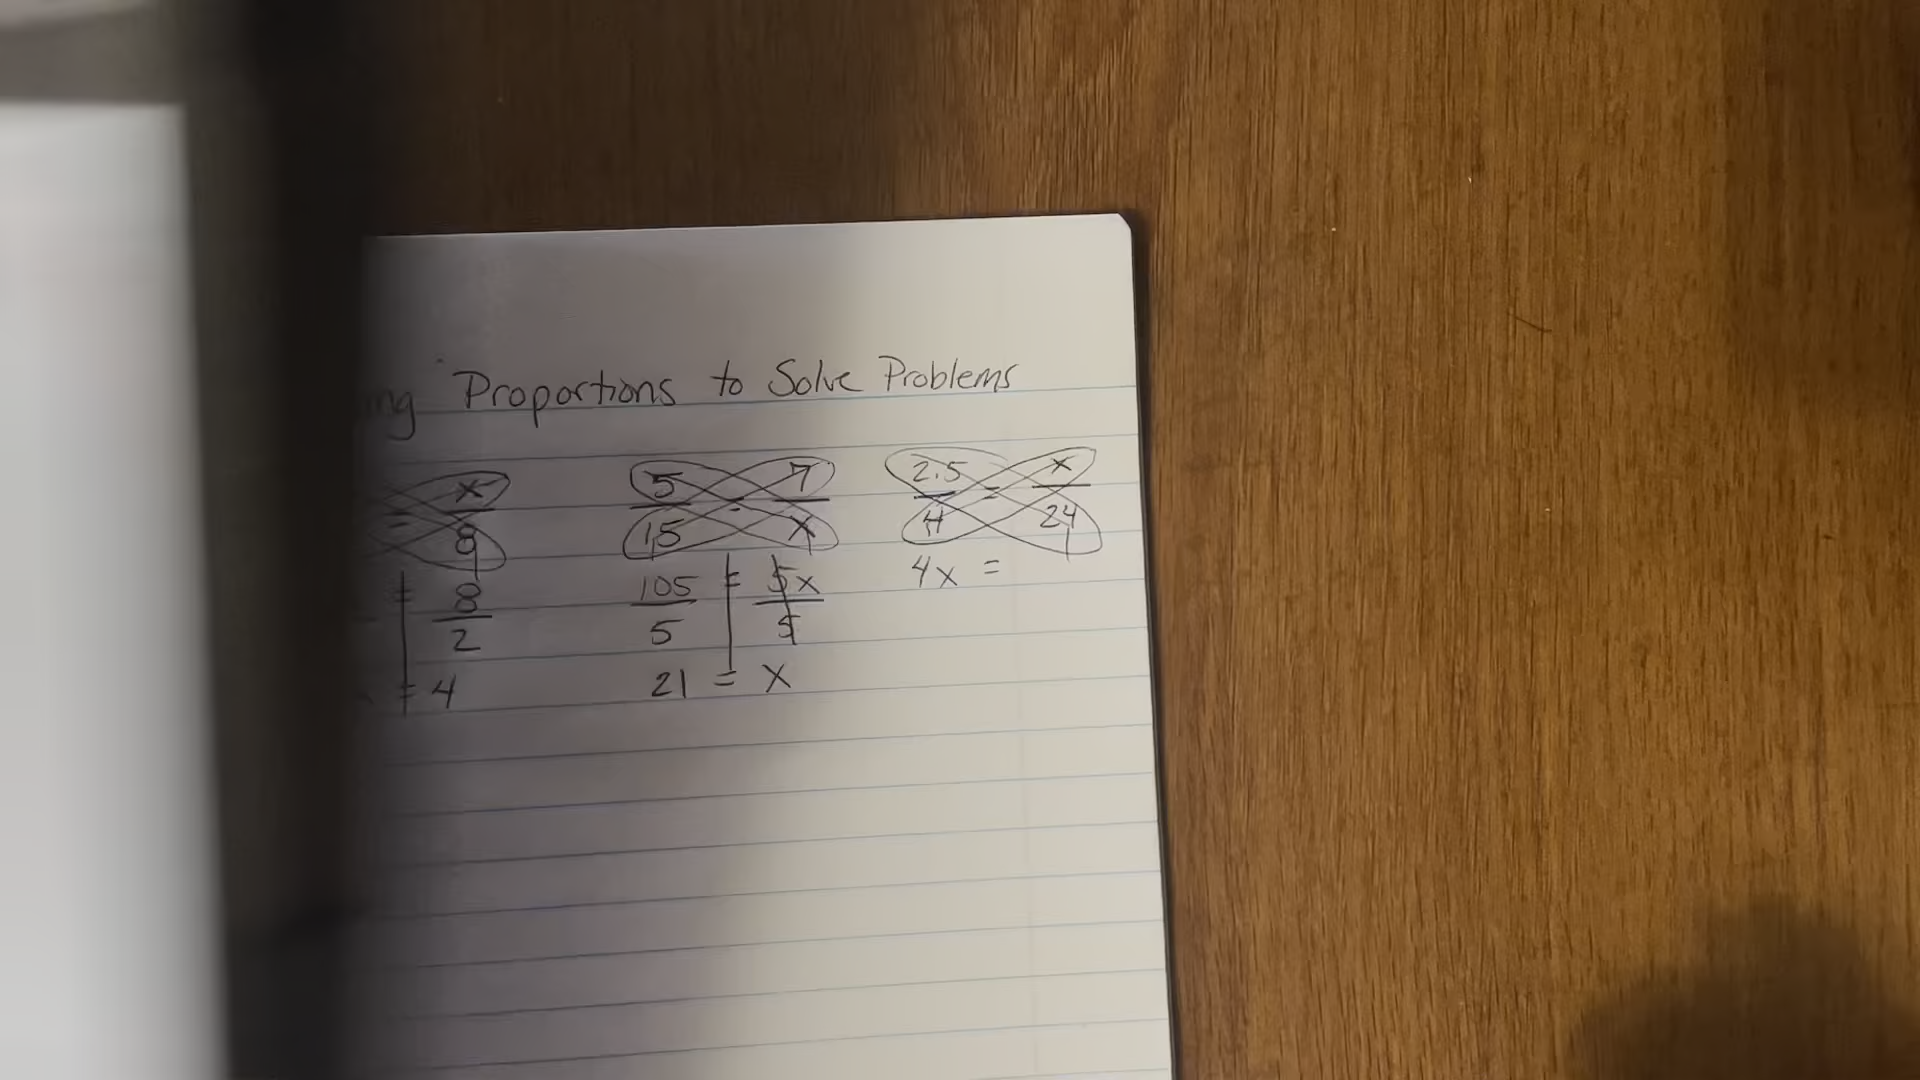 ng Proportions to Solve Problems
x 5 7 2.5 x
= — = — = —
8 15 x 4 24
= 8 105 = 5x 4x =
2 5 5
= 4 21 = x